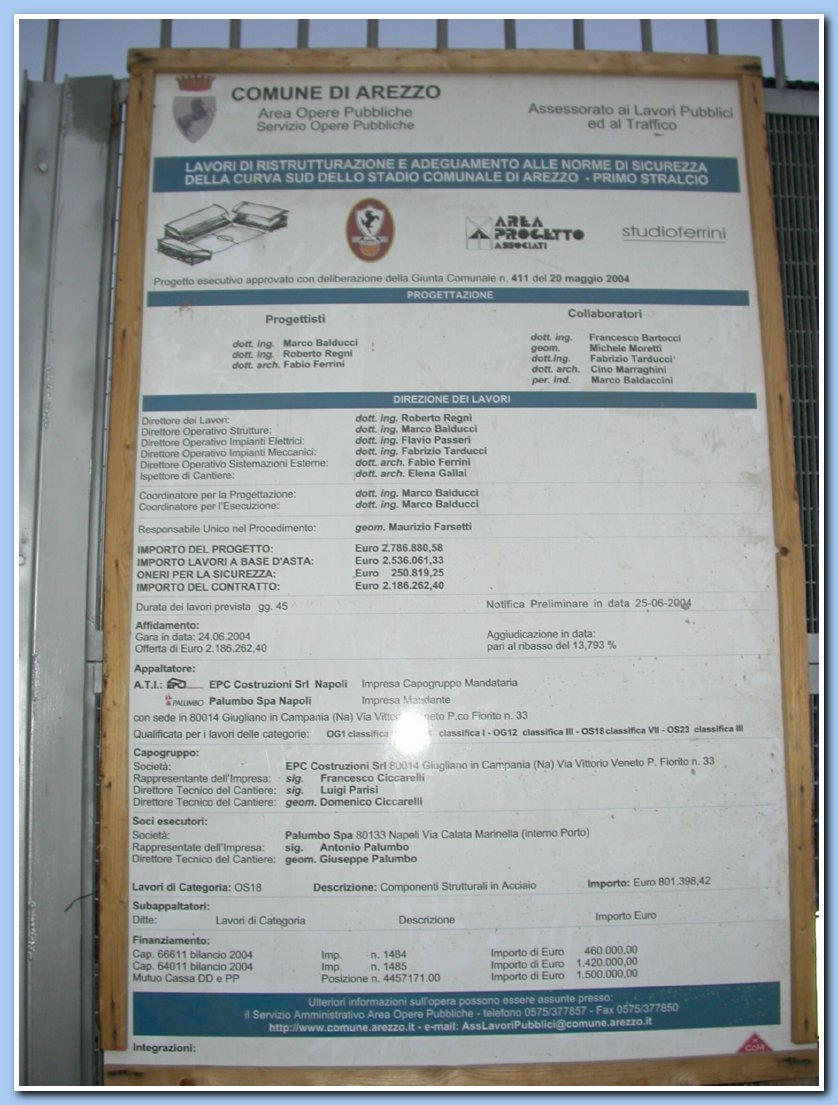 COMUNE DI AREZZO
Area Opere Pubbliche
Servizio Opere Pubbliche
Assessorato ai Lavori Pubblici
ed al Traffico
LAVORI DI RISTRUTTURAZIONE E ADEGUAMENTO ALLE NORME DI SICUREZZA
DELLA CURVA SUD DELLO STADIO COMUNALE DI AREZZO - PRIMO STRALCIO
AREA
PROGETTO
ASSOCIATI
studioferrini
Progetto esecutivo approvato con deliberazione della Giunta Comunale n. 411 del 20 maggio 2004
PROGETTAZIONE
Progettisti
dott. ing. Marco Balducci
dott. ing. Roberto Regni
dott. arch. Fabio Ferrini
Collaboratori
dott. ing. Francesco Bartocci
geom. Michele Moretti
dott.ing. Fabrizio Tarducci
dott. arch. Cino Marraghini
per. ind. Marco Baldaccini
DIREZIONE DEI LAVORI
Direttore dei Lavori: dott. ing. Roberto Regni
Direttore Operativo Strutture: dott. ing. Marco Balducci
Direttore Operativo Impianti Elettrici: dott. ing. Flavio Passeri
Direttore Operativo Impianti Meccanici: dott. ing. Fabrizio Tarducci
Direttore Operativo Sistemazioni Esterne: dott. arch. Fabio Ferrini
Ispettore di Cantiere: dott. arch. Elena Gallai
Coordinatore per la Progettazione: dott. ing. Marco Balducci
Coordinatore per l'Esecuzione: dott. ing. Marco Balducci
Responsabile Unico nel Procedimento: geom. Maurizio Farsetti
IMPORTO DEL PROGETTO: Euro 2.786.880,58
IMPORTO LAVORI A BASE D'ASTA: Euro 2.536.061,33
ONERI PER LA SICUREZZA: Euro 250.819,25
IMPORTO DEL CONTRATTO: Euro 2.186.262,40
Durata dei lavori prevista gg. 45 Notifica Preliminare in data 25-06-2004
Affidamento:
Gara in data: 24.06.2004 Aggiudicazione in data:
Offerta di Euro 2.186.262,40 pari al ribasso del 13,793 %
Appaltatore:
A.T.I.: EPC EPC Costruzioni Srl Napoli Impresa Capogruppo Mandataria
PALUMBO Palumbo Spa Napoli Impresa Mandante
con sede in 80014 Giugliano in Campania (Na) Via Vittorio Veneto P.co Fiorito n. 33
Qualificata per i lavori delle categorie: OG1 classifica classifica I - OG12 classifica III - OS18 classifica VII - OS23 classifica III
Capogruppo:
Società: EPC Costruzioni Srl 80014 Giugliano in Campania (Na) Via Vittorio Veneto P. Fiorito n. 33
Rappresentante dell'Impresa: sig. Francesco Ciccarelli
Direttore Tecnico del Cantiere: sig. Luigi Parisi
Direttore Tecnico del Cantiere: geom. Domenico Ciccarelli
Soci esecutori:
Società: Palumbo Spa 80133 Napoli Via Calata Marinella (interno Porto)
Rappresentate dell'Impresa: sig. Antonio Palumbo
Direttore Tecnico del Cantiere: geom. Giuseppe Palumbo
Lavori di Categoria: OS18 Descrizione: Componenti Strutturali in Acciaio Importo: Euro 801.398,42
Subappaltatori:
Ditte: Lavori di Categoria Descrizione Importo Euro
Finanziamento:
Cap. 66611 bilancio 2004 Imp. n. 1484 Importo di Euro 460.000,00
Cap. 64011 bilancio 2004 Imp. n. 1485 Importo di Euro 1.420.000,00
Mutuo Cassa DD e PP Posizione n. 4457171.00 Importo di Euro 1.500.000,00
Ulteriori informazioni sull'opera possono essere assunte presso:
il Servizio Amministrativo Area Opere Pubbliche - telefono 0575/377857 - Fax 0575/377850
http://www.comune.arezzo.it - e-mail: AssLavoriPubblici@comune.arezzo.it
Integrazioni:
CoM